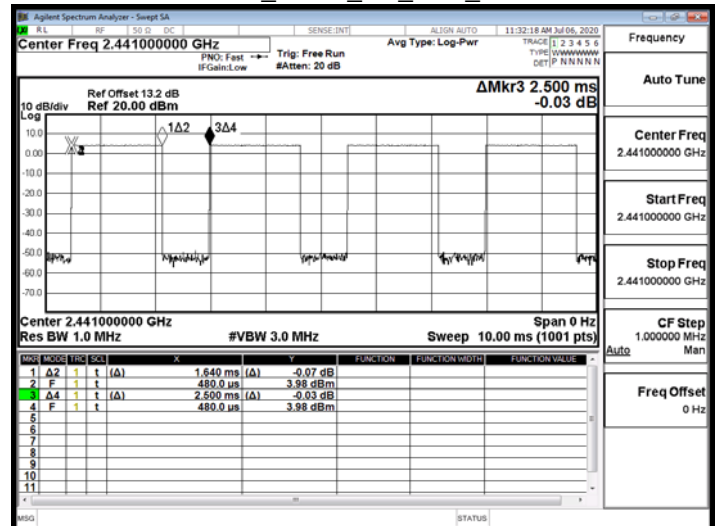 Agilent Spectrum Analyzer - Swept SA
RL RF 50 Ω DC SENSE:INT ALIGN AUTO 11:32:18 AM Jul 06, 2020
Center Freq 2.441000000 GHz
PNO: Fast
IFGain:Low
Trig: Free Run
#Atten: 20 dB
Avg Type: Log-Pwr
TRACE 1 2 3 4 5 6
TYPE WWWWWW
DET P N N N N N
Frequency
Auto Tune
Ref Offset 13.2 dB
10 dB/div Ref 20.00 dBm
Log
ΔMkr3 2.500 ms
-0.03 dB
1Δ2
3Δ4
10.0
0.00
-10.0
-20.0
-30.0
-40.0
-50.0
-60.0
-70.0
Center Freq
2.441000000 GHz
Start Freq
2.441000000 GHz
Stop Freq
2.441000000 GHz
Center 2.441000000 GHz Span 0 Hz
Res BW 1.0 MHz #VBW 3.0 MHz Sweep 10.00 ms (1001 pts)
CF Step
1.000000 MHz
Auto Man
Freq Offset
0 Hz
MKR MODE TRC SCL X Y FUNCTION FUNCTION WIDTH FUNCTION VALUE
1 Δ2 1 t (Δ) 1.640 ms (Δ) -0.07 dB
2 F 1 t 480.0 µs 3.98 dBm
3 Δ4 1 t (Δ) 2.500 ms (Δ) -0.03 dB
4 F 1 t 480.0 µs 3.98 dBm
5
6
7
8
9
10
11
MSG STATUS